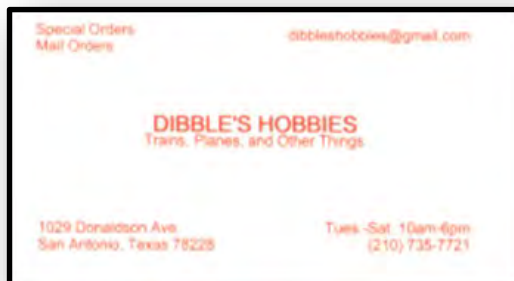 Special Orders
Mail Orders
dibbleshobbies@gmail.com
DIBBLE'S HOBBIES
Trains, Planes, and Other Things
1029 Donaldson Ave
San Antonio, Texas 78228
Tues -Sat 10am-6pm
(210) 735-7721